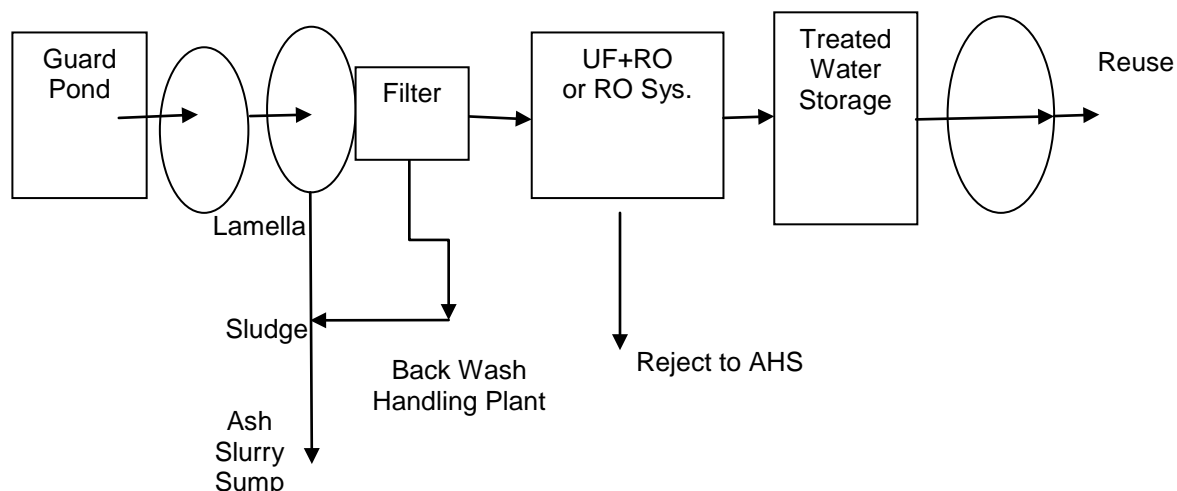 Guard
Pond
Filter
UF+RO
or RO Sys.
Treated
Water
Storage
Reuse
Lamella
Sludge
Back Wash
Handling Plant
Reject to AHS
Ash
Slurry
Sump